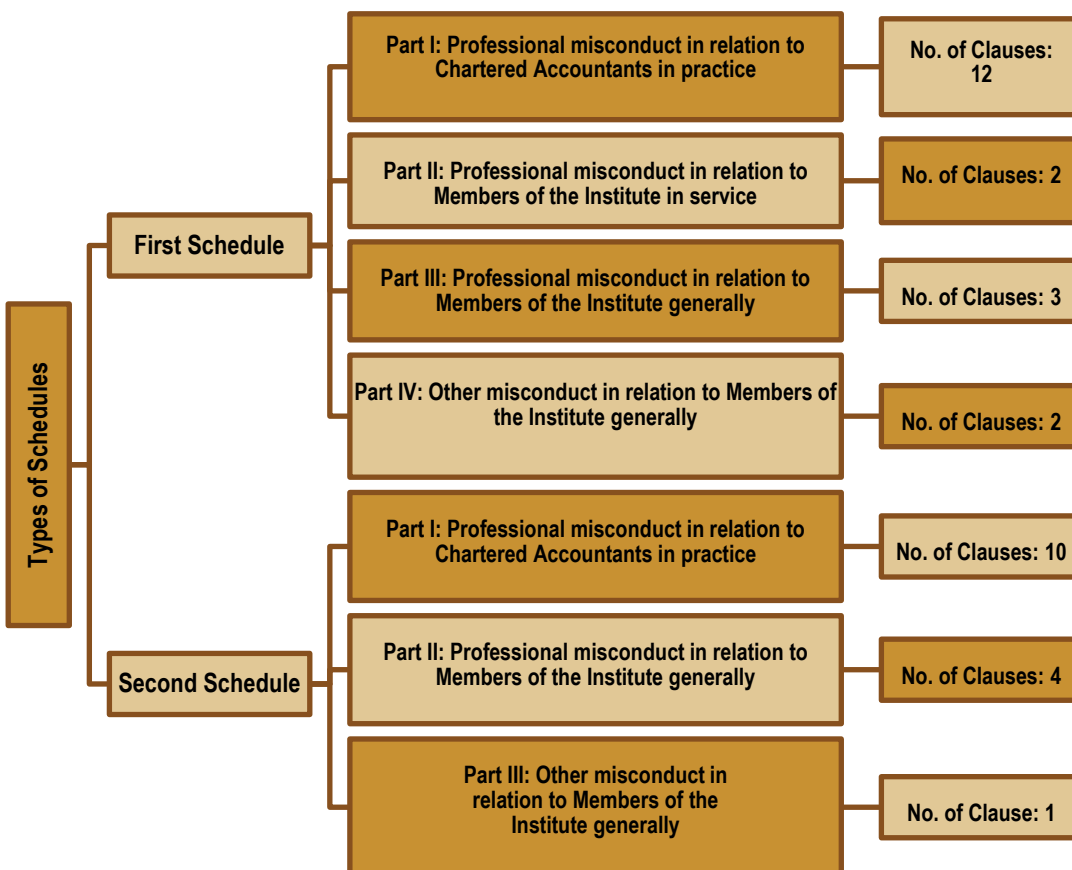 Types of Schedules
First Schedule
Part I: Professional misconduct in relation to
Chartered Accountants in practice
No. of Clauses:
12
Part II: Professional misconduct in relation to
Members of the Institute in service
No. of Clauses: 2
Part III: Professional misconduct in relation to
Members of the Institute generally
No. of Clauses: 3
Part IV: Other misconduct in relation to Members of
the Institute generally
No. of Clauses: 2
Second Schedule
Part I: Professional misconduct in relation to
Chartered Accountants in practice
No. of Clauses: 10
Part II: Professional misconduct in relation to
Members of the Institute generally
No. of Clauses: 4
Part III: Other misconduct in
relation to Members of the
Institute generally
No. of Clause: 1